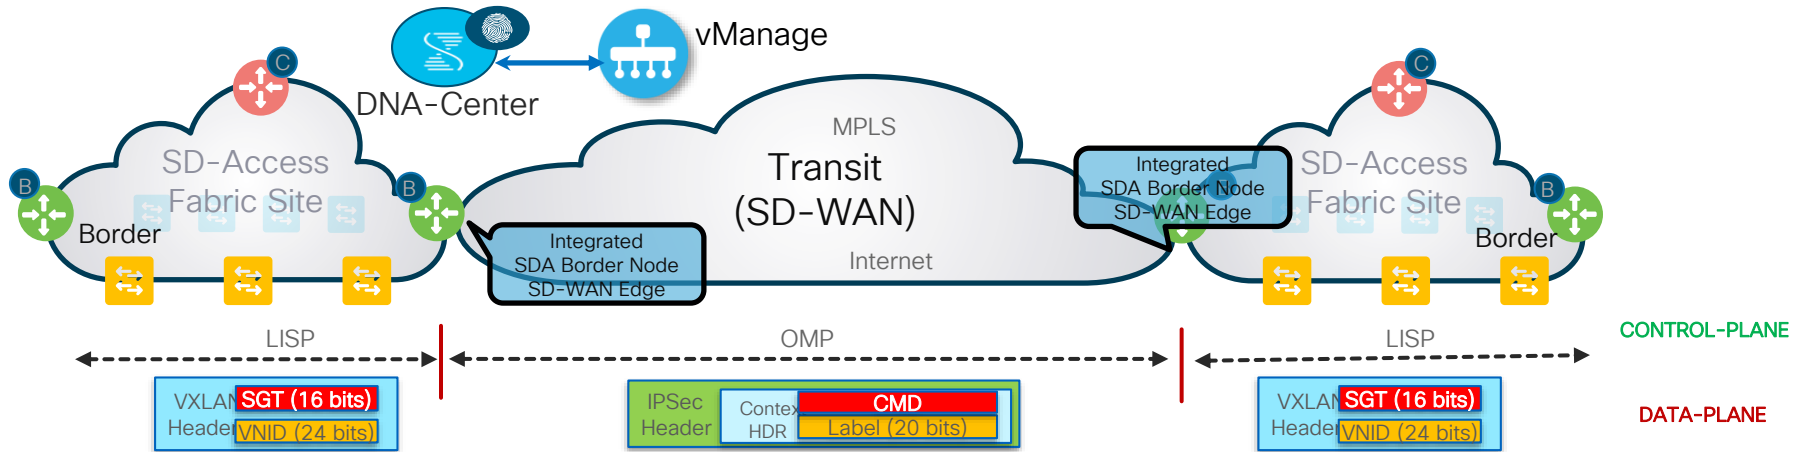 vManage
DNA-Center
C
C
MPLS
Transit
(SD-WAN)
Internet
SD-Access
Fabric Site
B
B
Border
Integrated
SDA Border Node
SD-WAN Edge
Integrated
SDA Border Node
SD-WAN Edge
SD-Access
Fabric Site
B
Border
LISP
OMP
LISP
CONTROL-PLANE
VXLAN
Header
SGT (16 bits)
VNID (24 bits)
IPSec
Header
Contex
HDR
CMD
Label (20 bits)
VXLAN
Header
SGT (16 bits)
VNID (24 bits)
DATA-PLANE